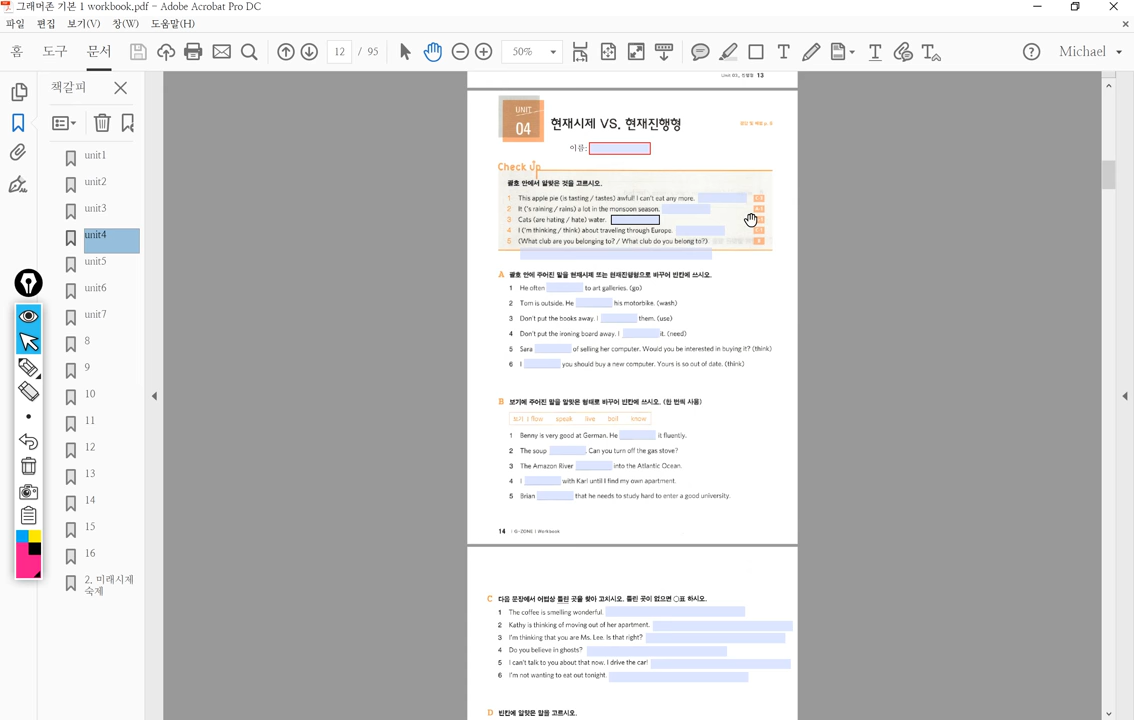 그래머존 기본 1 workbook.pdf - Adobe Acrobat Pro DC
파일 편집 보기(V) 창(W) 도움말(H)
홈 도구 문서 12 / 95 50% Michael
책갈피
unit1
unit2
unit3
unit4
unit5
unit6
unit7
8
9
10
11
12
13
14
15
16
2. 미래시제 숙제
Unit 03, 13
UNIT 04
현재시제 VS. 현재진행형
이름:
Check Up
괄호 안에서 알맞은 것을 고르시오.
1 This apple pie (is tasting / tastes) awful! I can't eat any more.
2 It ('s raining / rains) a lot in the monsoon season.
3 Cats (are hating / hate) water.
4 I ('m thinking / think) about traveling through Europe.
5 (What club are you belonging to? / What club do you belong to?)
A 괄호 안에 주어진 말을 현재시제 또는 현재진행형으로 바꾸어 빈칸에 쓰시오.
1 He often to art galleries. (go)
2 Tom is outside. He his motorbike. (wash)
3 Don't put the books away. I them. (use)
4 Don't put the ironing board away. I it. (need)
5 Sara of selling her computer. Would you be interested in buying it? (think)
6 I you should buy a new computer. Yours is so out of date. (think)
B 보기에 주어진 말을 알맞은 형태로 바꾸어 빈칸에 쓰시오. (한 번씩 사용)
보기 | flow speak live boil know
1 Benny is very good at German. He it fluently.
2 The soup . Can you turn off the gas stove?
3 The Amazon River into the Atlantic Ocean.
4 I with Karl until I find my own apartment.
5 Brian that he needs to study hard to enter a good university.
14 | G-ZONE | Workbook
C 다음 문장에서 어법상 틀린 곳을 찾아 고치시오. 틀린 곳이 없으면 ○표 하시오.
1 The coffee is smelling wonderful.
2 Kathy is thinking of moving out of her apartment.
3 I'm thinking that you are Ms. Lee. Is that right?
4 Do you believe in ghosts?
5 I can't talk to you about that now. I drive the car!
6 I'm not wanting to eat out tonight.
D 빈칸에 알맞은 말을 고르시오.